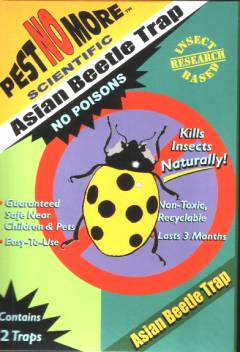 PEST NO MORE™
SCIENTIFIC
Asian Beetle Trap
NO POISONS
INSECT
RESEARCH
BASED
Kills
Insects
Naturally!
• Guaranteed
Safe Near
Children & Pets
• Easy-To-Use
Non-Toxic,
Recyclable
Lasts 3 Months
Contains
2 Traps
Asian Beetle Trap